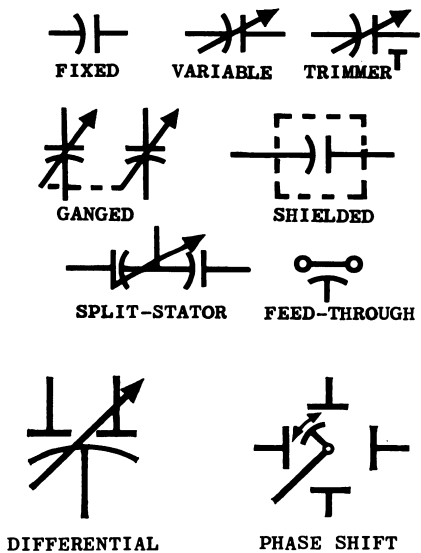 FIXED VARIABLE TRIMMER
GANGED SHIELDED
SPLIT-STATOR FEED-THROUGH
DIFFERENTIAL PHASE SHIFT